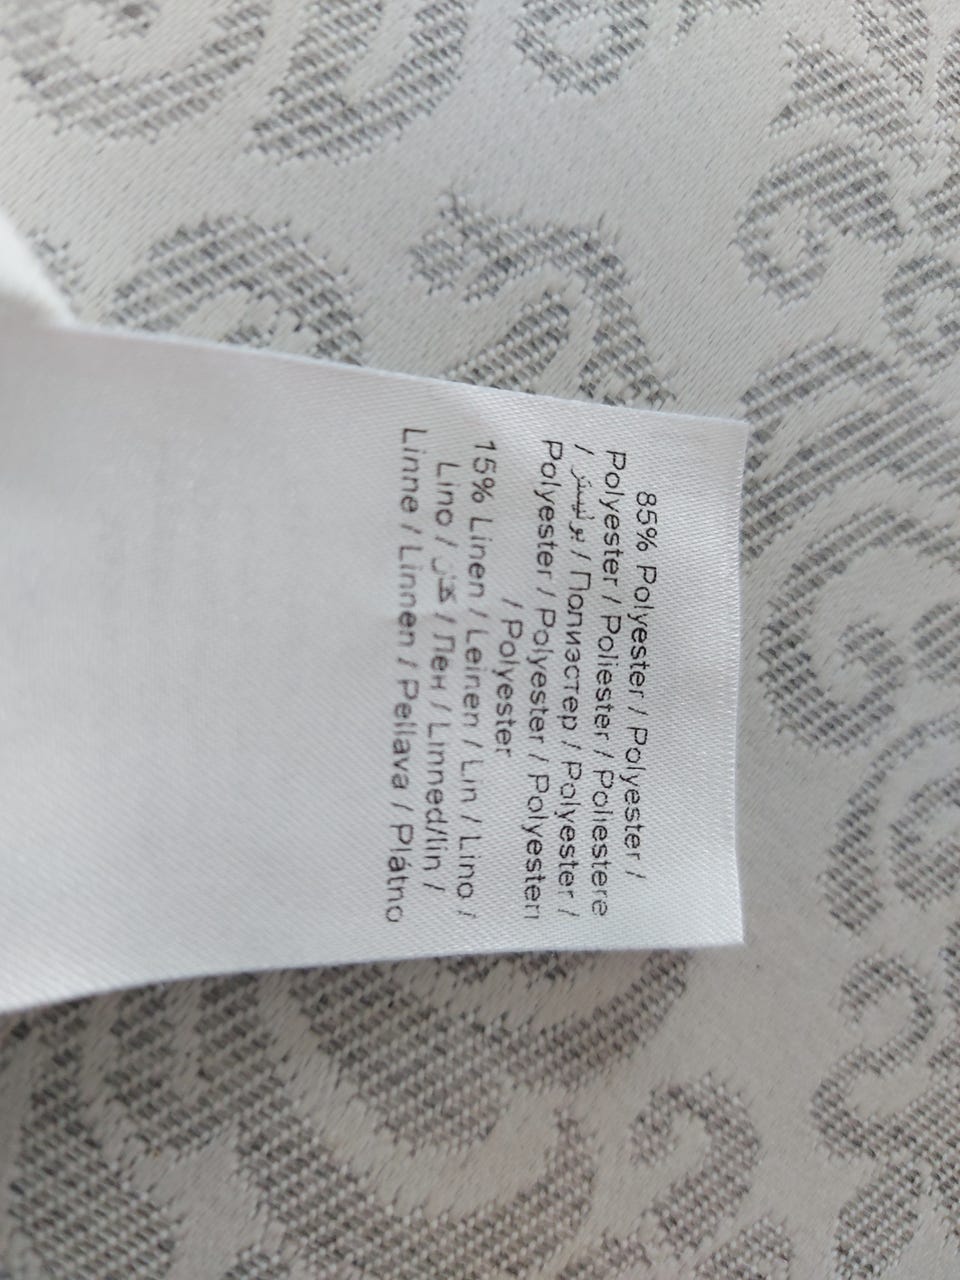 85% Polyester / Polyester /
Polyester / Poliester / Poliestere
/ بوليستر / Полиэстер / Polyester /
Polyester / Polyester / Polyesteri
/ Polyester
15% Linen / Leinen / Lin / Lino /
Lino / كتان / Лен / Linned/lin /
Linne / Linnen / Pellava / Plátno